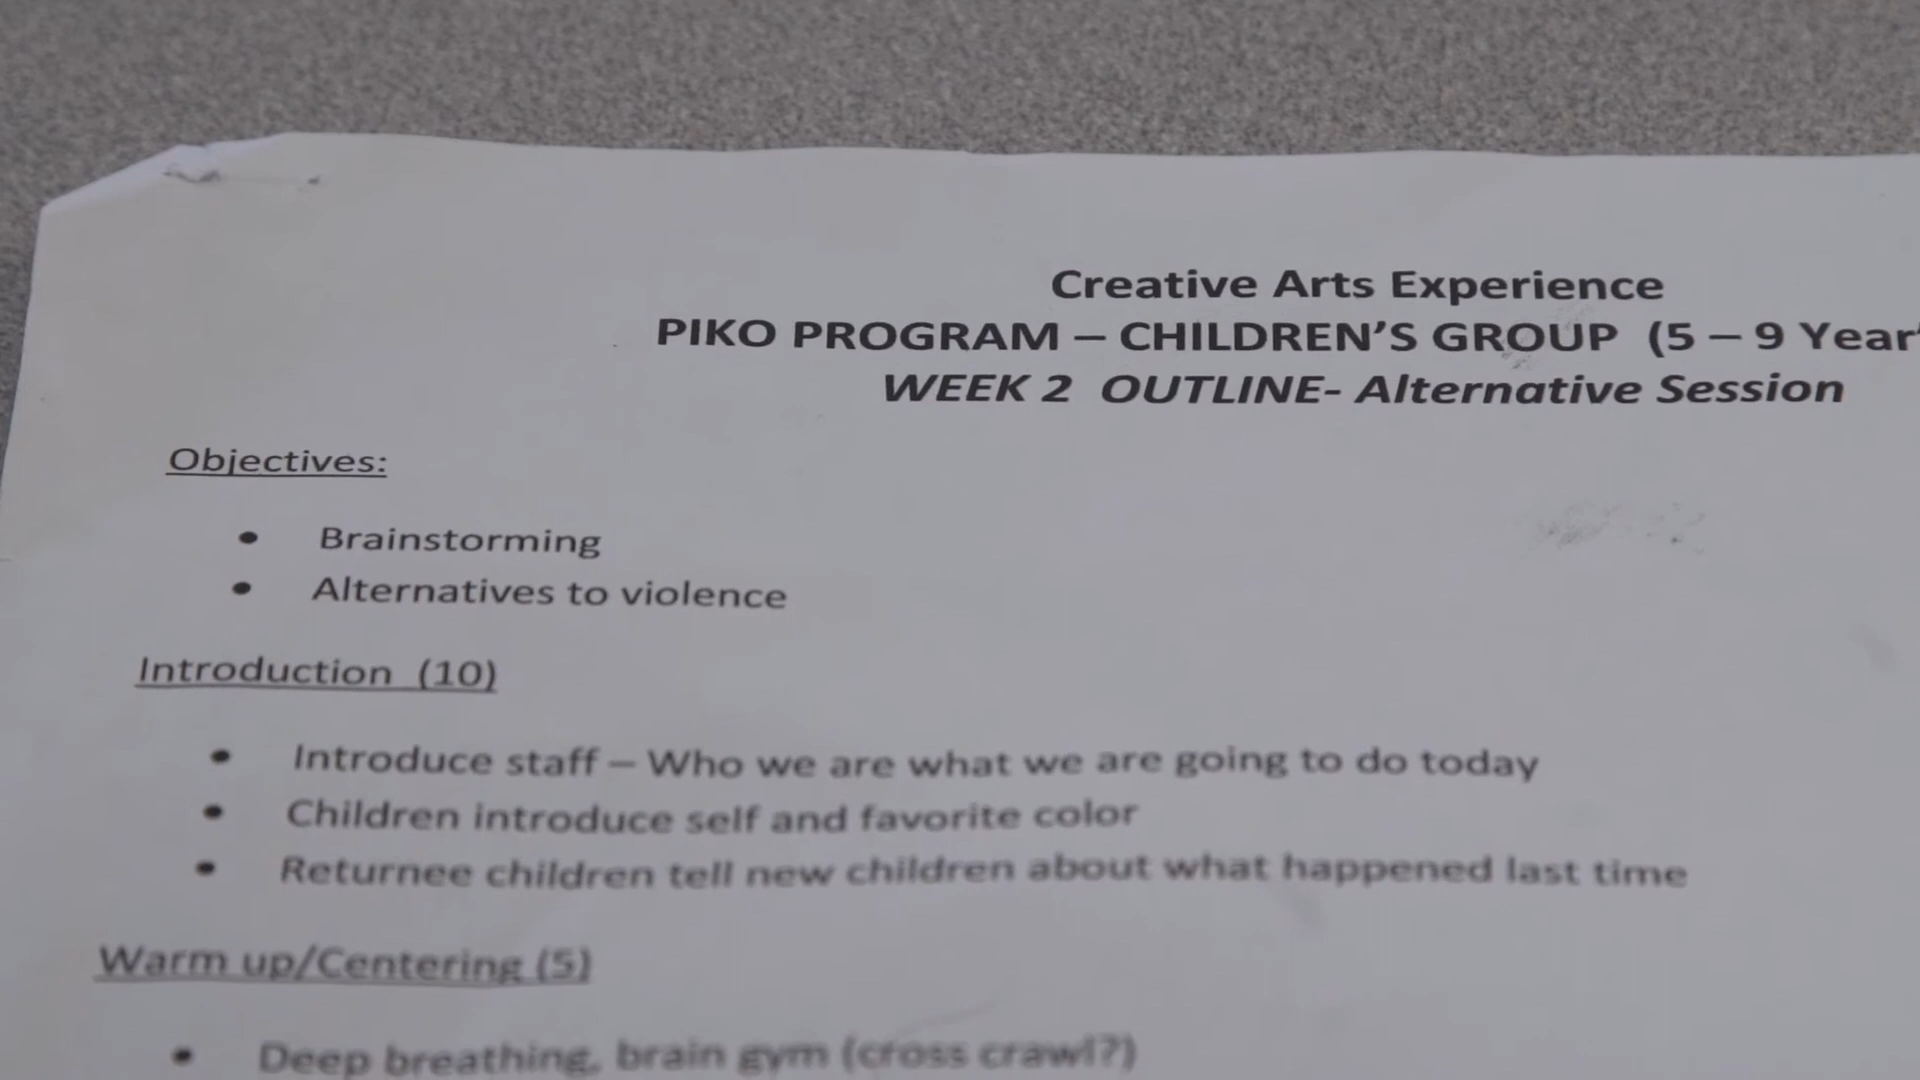 Creative Arts Experience
PIKO PROGRAM – CHILDREN’S GROUP (5 – 9 Year’
WEEK 2 OUTLINE- Alternative Session
Objectives:
• Brainstorming
• Alternatives to violence
Introduction (10)
• Introduce staff – Who we are what we are going to do today
• Children introduce self and favorite color
• Returnee children tell new children about what happened last time
Warm up/Centering (5)
• Deep breathing, brain gym (cross crawl?)